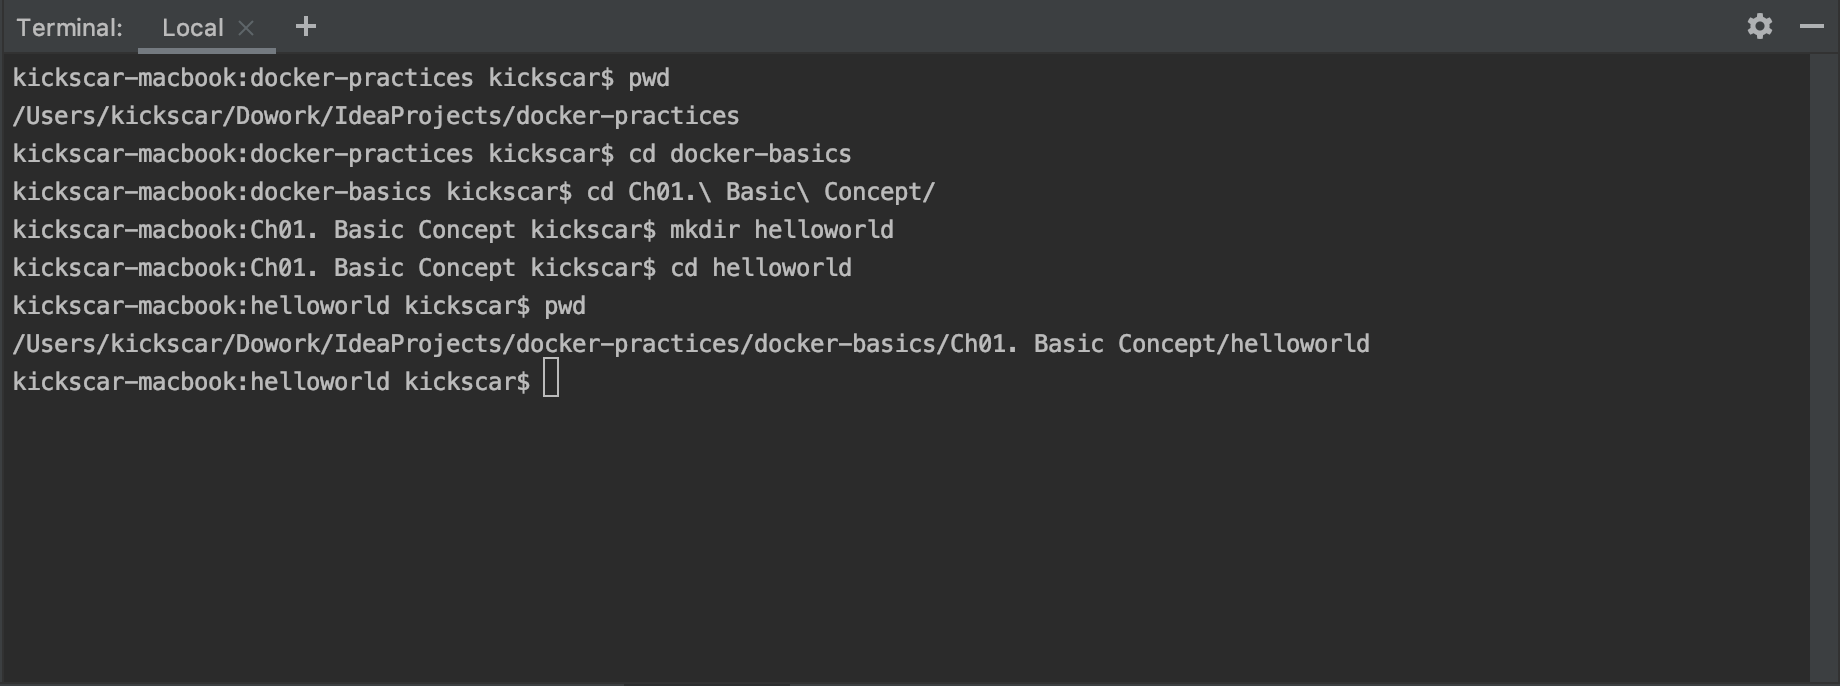 Terminal: Local × +
kickscar-macbook:docker-practices kickscar$ pwd
/Users/kickscar/Dowork/IdeaProjects/docker-practices
kickscar-macbook:docker-practices kickscar$ cd docker-basics
kickscar-macbook:docker-basics kickscar$ cd Ch01.\ Basic\ Concept/
kickscar-macbook:Ch01. Basic Concept kickscar$ mkdir helloworld
kickscar-macbook:Ch01. Basic Concept kickscar$ cd helloworld
kickscar-macbook:helloworld kickscar$ pwd
/Users/kickscar/Dowork/IdeaProjects/docker-practices/docker-basics/Ch01. Basic Concept/helloworld
kickscar-macbook:helloworld kickscar$